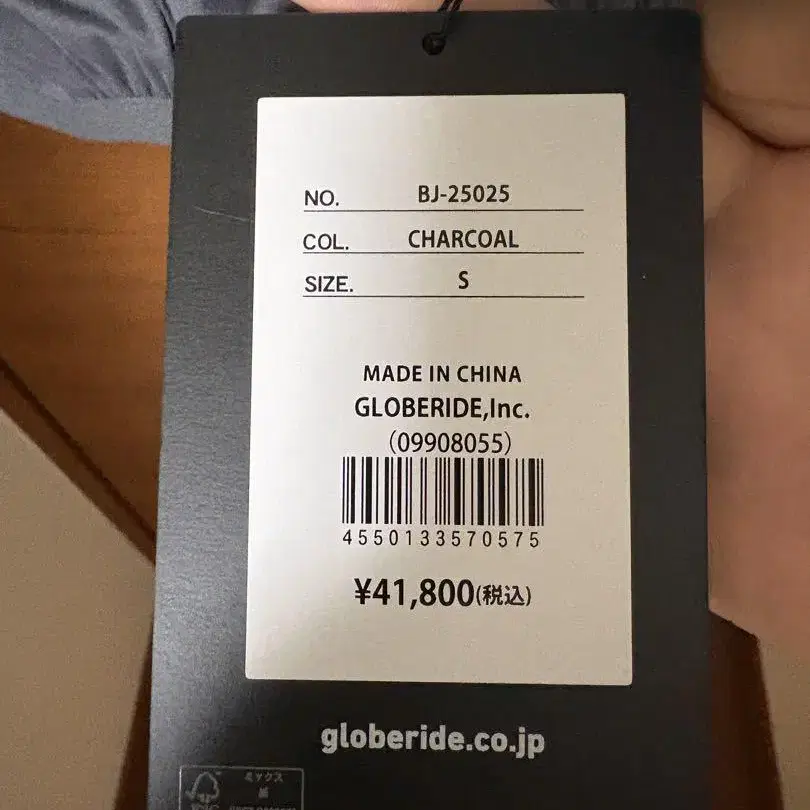 NO. BJ-25025
COL. CHARCOAL
SIZE. S
MADE IN CHINA
GLOBERIDE,Inc.
(09908055)
4550133570575
¥41,800(税込)
globeride.co.jp
ミックス
紙